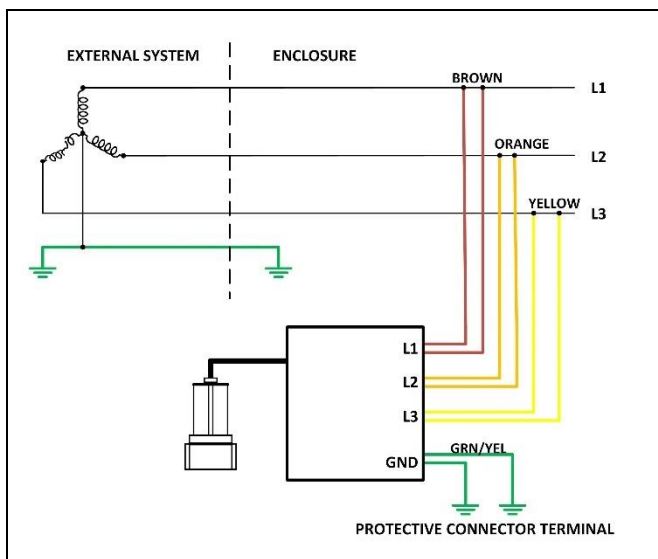 EXTERNAL SYSTEM
ENCLOSURE
BROWN
L1
ORANGE
L2
YELLOW
L3
L1
L2
L3
GRN/YEL
GND
PROTECTIVE CONNECTOR TERMINAL